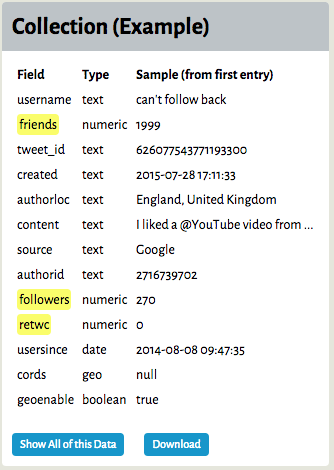 Collection (Example)
Field Type Sample (from first entry)
username text can't follow back
friends numeric 1999
tweet_id text 626077543771193300
created text 2015-07-28 17:11:33
authorloc text England, United Kingdom
content text I liked a @YouTube video from ...
source text Google
authorid text 2716739702
followers numeric 270
retwc numeric 0
usersince date 2014-08-08 09:47:35
cords geo null
geoenable boolean true
Show All of this Data Download